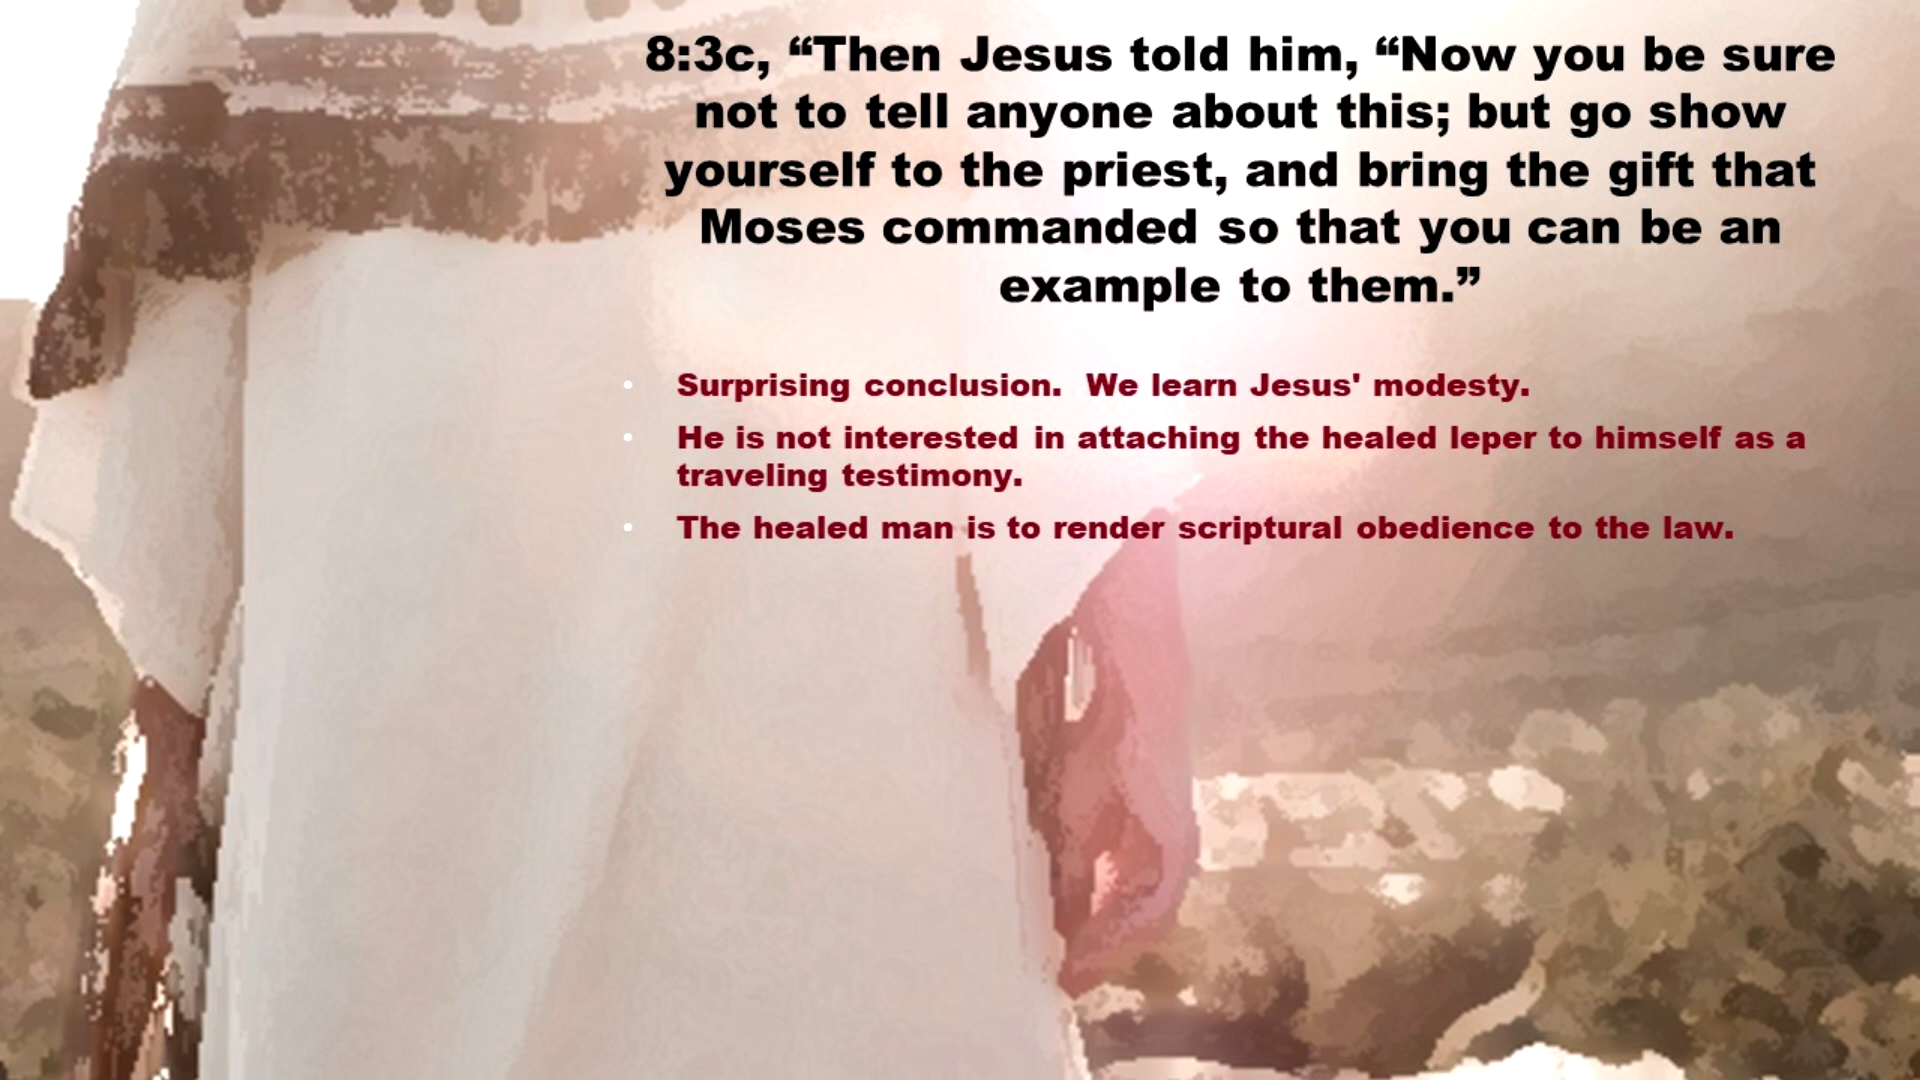 8:3c, “Then Jesus told him, “Now you be sure
not to tell anyone about this; but go show
yourself to the priest, and bring the gift that
Moses commanded so that you can be an
example to them.”
• Surprising conclusion.  We learn Jesus' modesty.
• He is not interested in attaching the healed leper to himself as a
traveling testimony.
• The healed man is to render scriptural obedience to the law.